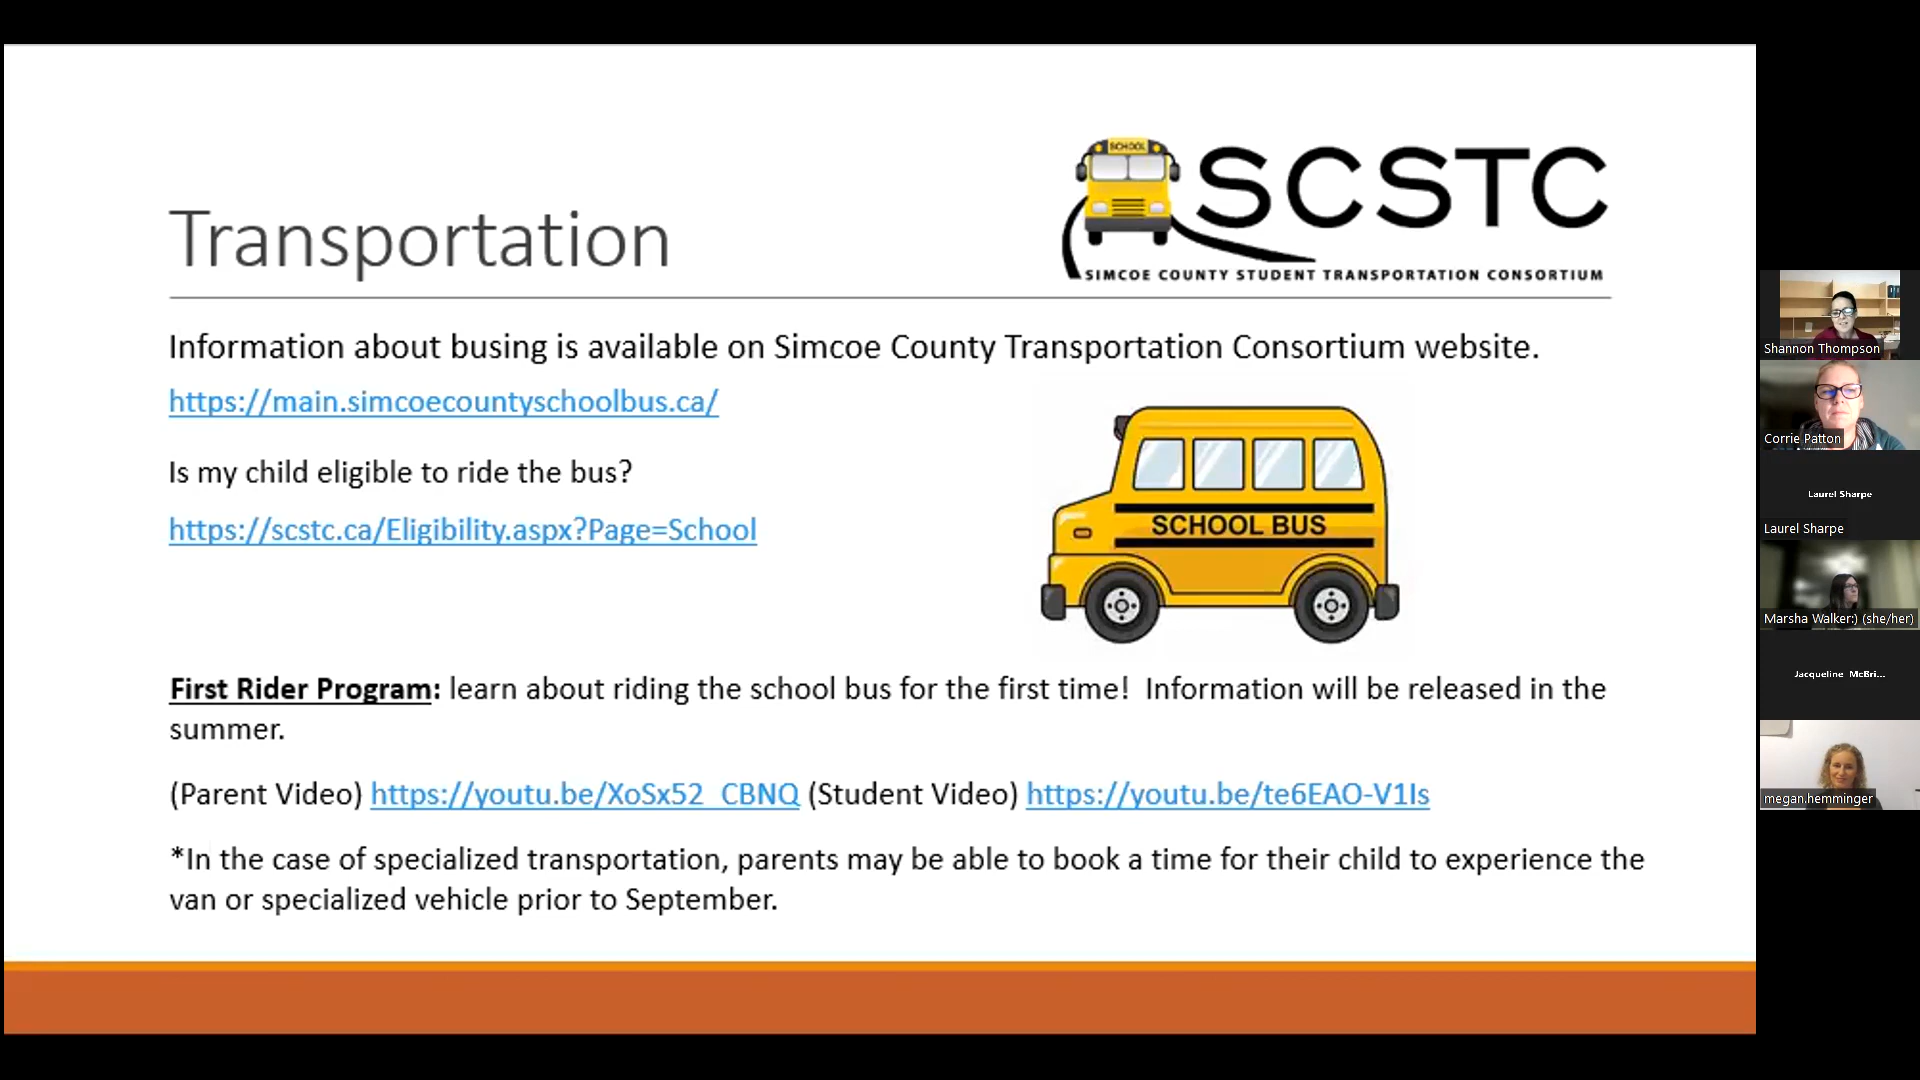 SCHOOL
SCSTC
SIMCOE COUNTY STUDENT TRANSPORTATION CONSORTIUM
Transportation
Information about busing is available on Simcoe County Transportation Consortium website.
https://main.simcoecountyschoolbus.ca/
Is my child eligible to ride the bus?
https://scstc.ca/Eligibility.aspx?Page=School
SCHOOL BUS
First Rider Program: learn about riding the school bus for the first time!  Information will be released in the
summer.
(Parent Video) https://youtu.be/XoSx52_CBNQ (Student Video) https://youtu.be/te6EAO-V1Is
*In the case of specialized transportation, parents may be able to book a time for their child to experience the
van or specialized vehicle prior to September.
Shannon Thompson
Corrie Patton
Laurel Sharpe
Laurel Sharpe
Marsha Walker:) (she/her)
Jacqueline McBri...
megan.hemminger